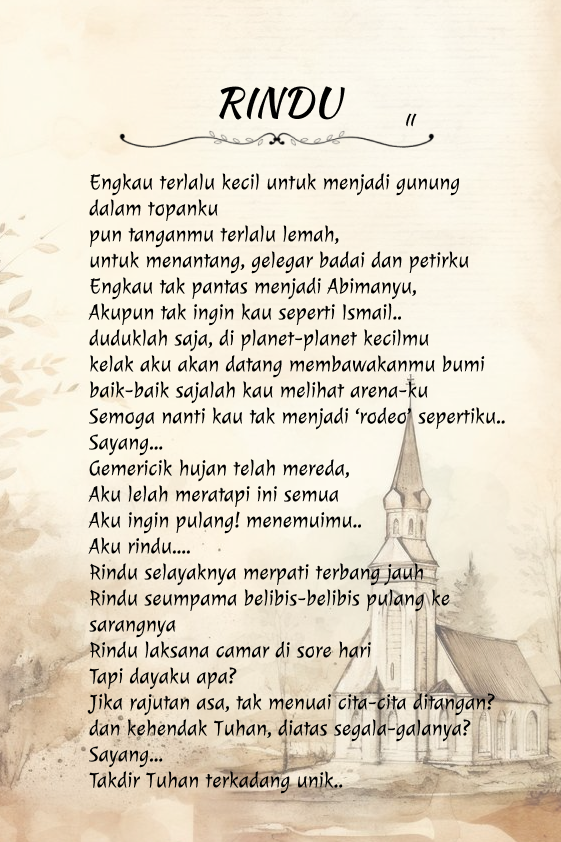 RINDU
"
Engkau terlalu kecil untuk menjadi gunung
dalam topanku
pun tanganmu terlalu lemah,
untuk menantang, gelegar badai dan petirku
Engkau tak pantas menjadi Abimanyu,
Akupun tak ingin kau seperti Ismail..
duduklah saja, di planet-planet kecilmu
kelak aku akan datang membawakanmu bumi
baik-baik sajalah kau melihat arena-ku
Semoga nanti kau tak menjadi ‘rodeo’ sepertiku..
Sayang...
Gemericik hujan telah mereda,
Aku lelah meratapi ini semua
Aku ingin pulang! menemuimu..
Aku rindu....
Rindu selayaknya merpati terbang jauh
Rindu seumpama belibis-belibis pulang ke
sarangnya
Rindu laksana camar di sore hari
Tapi dayaku apa?
Jika rajutan asa, tak menuai cita-cita ditangan?
dan kehendak Tuhan, diatas segala-galanya?
Sayang...
Takdir Tuhan terkadang unik..